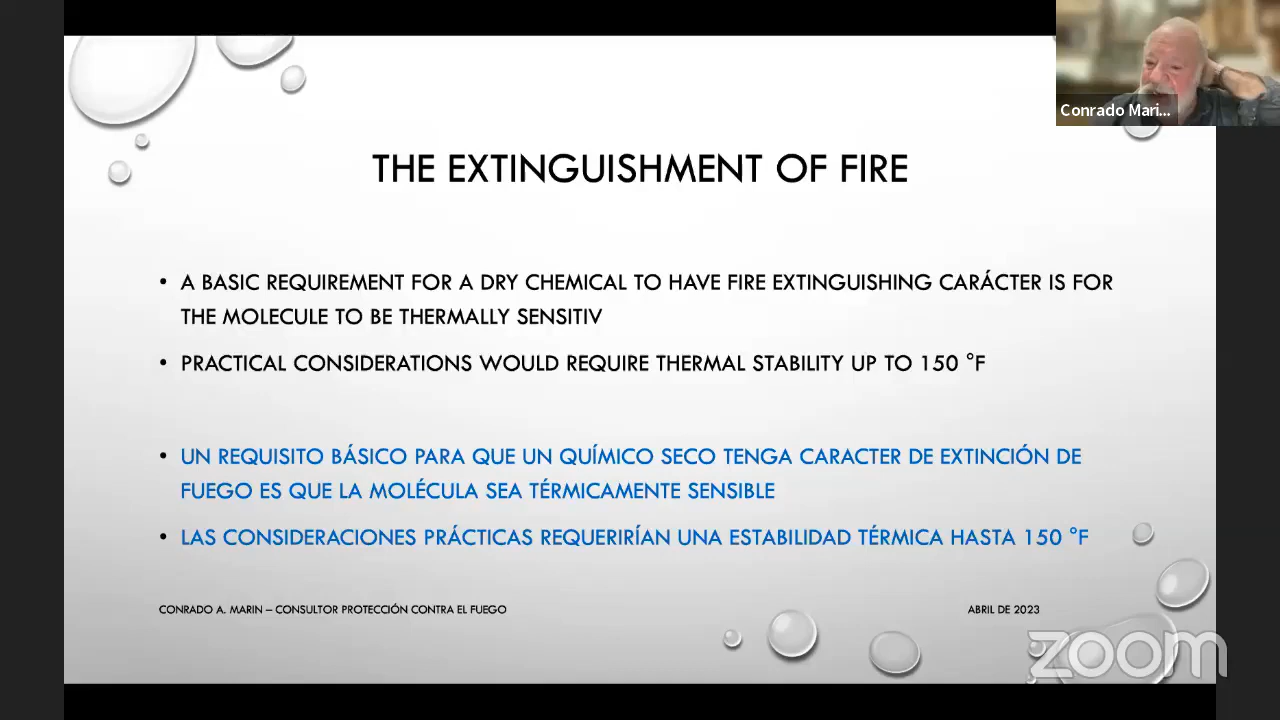 Conrado Mari...
THE EXTINGUISHMENT OF FIRE
• A BASIC REQUIREMENT FOR A DRY CHEMICAL TO HAVE FIRE EXTINGUISHING CARÁCTER IS FOR
THE MOLECULE TO BE THERMALLY SENSITIV
• PRACTICAL CONSIDERATIONS WOULD REQUIRE THERMAL STABILITY UP TO 150 °F
• UN REQUISITO BÁSICO PARA QUE UN QUÍMICO SECO TENGA CARACTER DE EXTINCIÓN DE
FUEGO ES QUE LA MOLÉCULA SEA TÉRMICAMENTE SENSIBLE
• LAS CONSIDERACIONES PRÁCTICAS REQUERIRÍAN UNA ESTABILIDAD TÉRMICA HASTA 150 °F
CONRADO A. MARIN – CONSULTOR PROTECCIÓN CONTRA EL FUEGO
ABRIL DE 2023
zoom